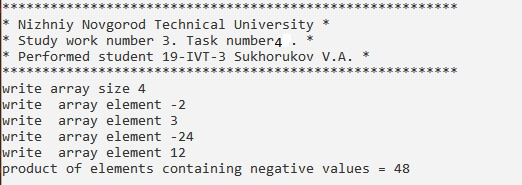 **********************************************************
* Nizhniy Novgorod Technical University *
* Study work number 3. Task number4 . *
* Performed student 19-IVT-3 Sukhorukov V.A. *
**********************************************************
write array size 4
write  array element -2
write  array element 3
write  array element -24
write  array element 12
product of elements containing negative values = 48